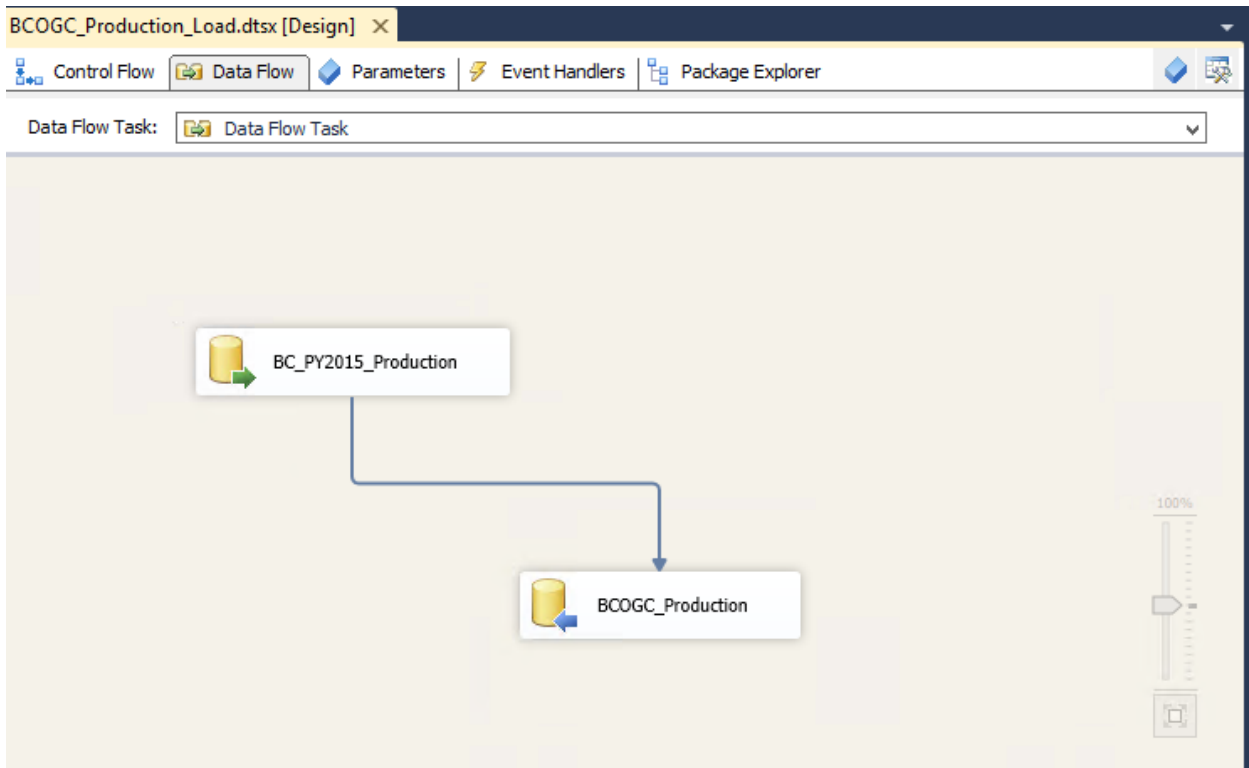 BCOGC_Production_Load.dtsx [Design]
Control Flow Data Flow Parameters Event Handlers Package Explorer
Data Flow Task: Data Flow Task
BC_PY2015_Production
100%
BCOGC_Production